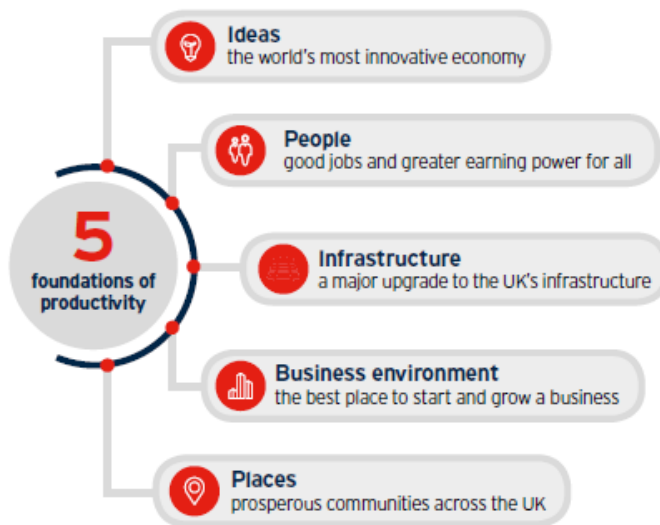 Ideas
the world's most innovative economy
People
good jobs and greater earning power for all
5
foundations of
productivity
Infrastructure
a major upgrade to the UK's infrastructure
Business environment
the best place to start and grow a business
Places
prosperous communities across the UK